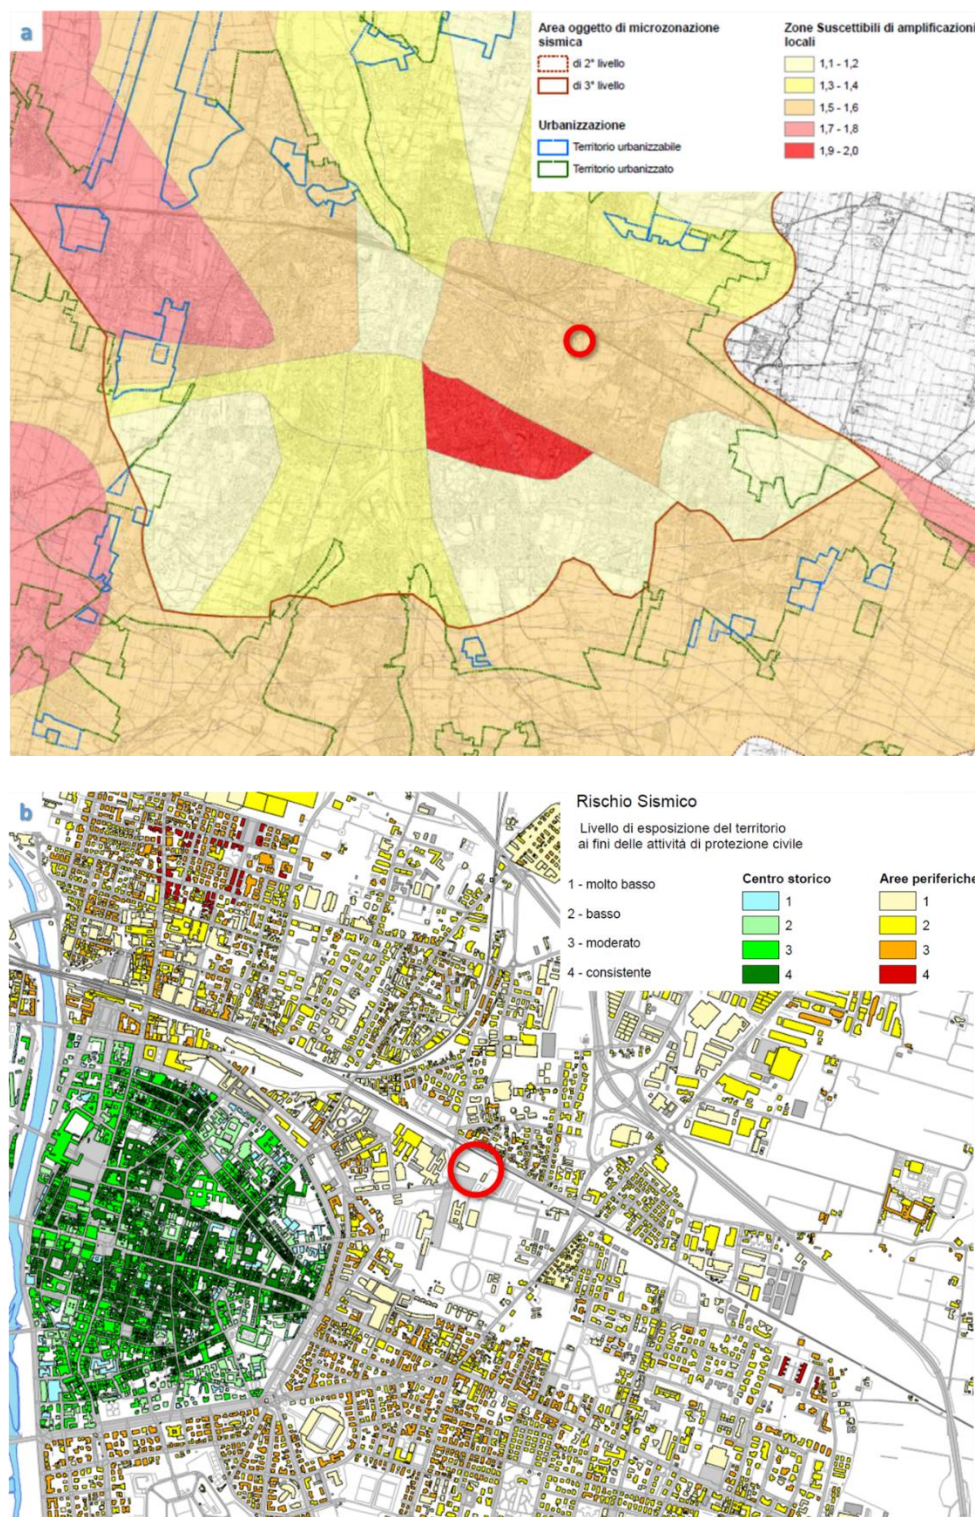 a
Area oggetto di microzonazione
sismica
di 2° livello
di 3° livello
Urbanizzazione
Territorio urbanizzabile
Territorio urbanizzato
Zone Suscettibili di amplificazioni
locali
1,1 - 1,2
1,3 - 1,4
1,5 - 1,6
1,7 - 1,8
1,9 - 2,0
b
Rischio Sismico
Livello di esposizione del territorio
ai fini delle attività di protezione civile
1 - molto basso
2 - basso
3 - moderato
4 - consistente
Centro storico
1
2
3
4
Aree periferiche
1
2
3
4